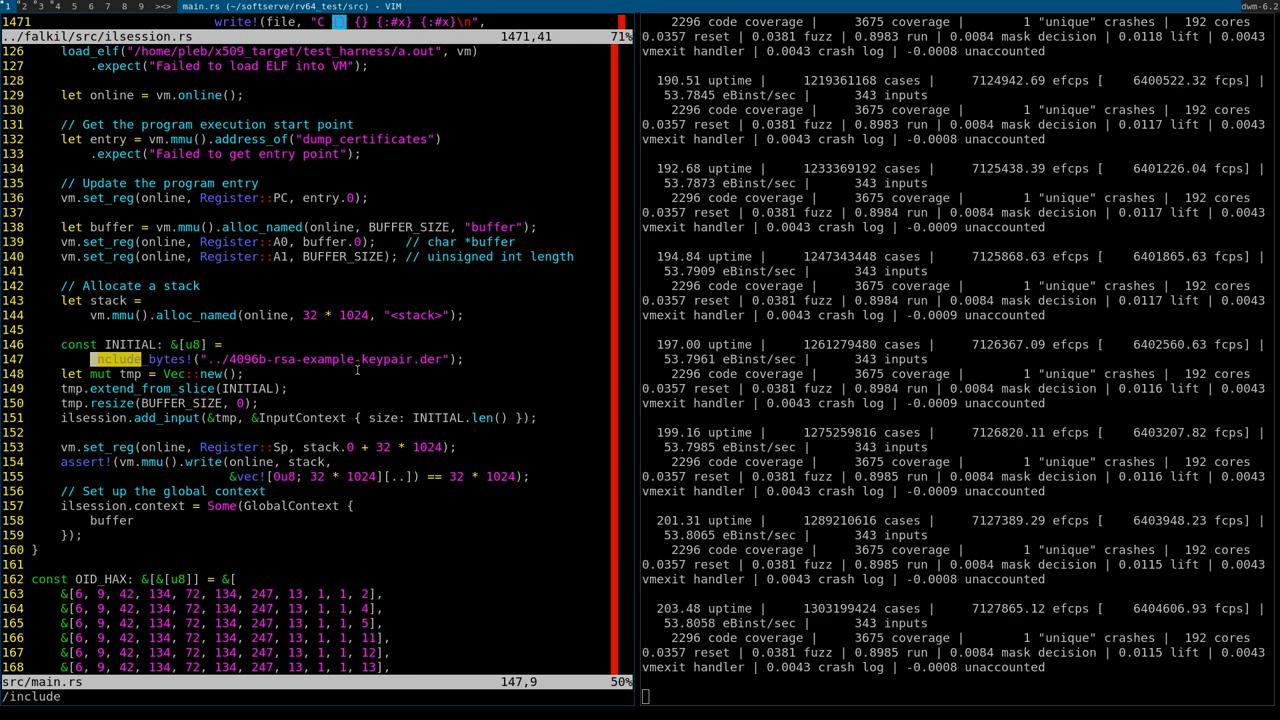 1 2 3 4 5 6 7 8 9 ><> main.rs (~/softserve/rv64_test/src) - VIM dwm-6.2
1471 write!(file, "C {} {} {:#x} {:#x}\n",
../falkil/src/ilsession.rs 1471,41 71%
126 load_elf("/home/pleb/x509_target/test_harness/a.out", vm)
127 .expect("Failed to load ELF into VM");
128
129 let online = vm.online();
130
131 // Get the program execution start point
132 let entry = vm.mmu().address_of("dump_certificates")
133 .expect("Failed to get entry point");
134
135 // Update the program entry
136 vm.set_reg(online, Register::PC, entry.0);
137
138 let buffer = vm.mmu().alloc_named(online, BUFFER_SIZE, "buffer");
139 vm.set_reg(online, Register::A0, buffer.0); // char *buffer
140 vm.set_reg(online, Register::A1, BUFFER_SIZE); // uinsigned int length
141
142 // Allocate a stack
143 let stack =
144 vm.mmu().alloc_named(online, 32 * 1024, "<stack>");
145
146 const INITIAL: &[u8] =
147 include_bytes!("../4096b-rsa-example-keypair.der");
148 let mut tmp = Vec::new();
149 tmp.extend_from_slice(INITIAL);
150 tmp.resize(BUFFER_SIZE, 0);
151 ilsession.add_input(&tmp, &InputContext { size: INITIAL.len() });
152
153 vm.set_reg(online, Register::Sp, stack.0 + 32 * 1024);
154 assert!(vm.mmu().write(online, stack,
155 &vec![0u8; 32 * 1024][..]) == 32 * 1024);
156 // Set up the global context
157 ilsession.context = Some(GlobalContext {
158 buffer
159 });
160 }
161
162 const OID_HAX: &[&[u8]] = &[
163 &[6, 9, 42, 134, 72, 134, 247, 13, 1, 1, 2],
164 &[6, 9, 42, 134, 72, 134, 247, 13, 1, 1, 4],
165 &[6, 9, 42, 134, 72, 134, 247, 13, 1, 1, 5],
166 &[6, 9, 42, 134, 72, 134, 247, 13, 1, 1, 11],
167 &[6, 9, 42, 134, 72, 134, 247, 13, 1, 1, 12],
168 &[6, 9, 42, 134, 72, 134, 247, 13, 1, 1, 13],
src/main.rs 147,9 50%
/include
2296 code coverage | 3675 coverage | 1 "unique" crashes | 192 cores
0.0357 reset | 0.0381 fuzz | 0.8983 run | 0.0084 mask decision | 0.0118 lift | 0.0043
vmexit handler | 0.0043 crash log | -0.0008 unaccounted
190.51 uptime | 1219361168 cases | 7124942.69 efcps [ 6400522.32 fcps] |
53.7845 eBinst/sec | 343 inputs
2296 code coverage | 3675 coverage | 1 "unique" crashes | 192 cores
0.0357 reset | 0.0381 fuzz | 0.8983 run | 0.0084 mask decision | 0.0117 lift | 0.0043
vmexit handler | 0.0043 crash log | -0.0008 unaccounted
192.68 uptime | 1233369192 cases | 7125438.39 efcps [ 6401226.04 fcps] |
53.7873 eBinst/sec | 343 inputs
2296 code coverage | 3675 coverage | 1 "unique" crashes | 192 cores
0.0357 reset | 0.0381 fuzz | 0.8984 run | 0.0084 mask decision | 0.0117 lift | 0.0043
vmexit handler | 0.0043 crash log | -0.0009 unaccounted
194.84 uptime | 1247343448 cases | 7125868.63 efcps [ 6401865.63 fcps] |
53.7909 eBinst/sec | 343 inputs
2296 code coverage | 3675 coverage | 1 "unique" crashes | 192 cores
0.0357 reset | 0.0381 fuzz | 0.8984 run | 0.0084 mask decision | 0.0116 lift | 0.0043
vmexit handler | 0.0043 crash log | -0.0009 unaccounted
197.00 uptime | 1261279480 cases | 7126367.09 efcps [ 6402560.63 fcps] |
53.7961 eBinst/sec | 343 inputs
2296 code coverage | 3675 coverage | 1 "unique" crashes | 192 cores
0.0357 reset | 0.0381 fuzz | 0.8984 run | 0.0084 mask decision | 0.0116 lift | 0.0043
vmexit handler | 0.0043 crash log | -0.0009 unaccounted
199.16 uptime | 1275259816 cases | 7126820.11 efcps [ 6403207.82 fcps] |
53.7985 eBinst/sec | 343 inputs
2296 code coverage | 3675 coverage | 1 "unique" crashes | 192 cores
0.0357 reset | 0.0381 fuzz | 0.8985 run | 0.0084 mask decision | 0.0116 lift | 0.0043
vmexit handler | 0.0043 crash log | -0.0009 unaccounted
201.31 uptime | 1289210616 cases | 7127389.29 efcps [ 6403948.23 fcps] |
53.8065 eBinst/sec | 343 inputs
2296 code coverage | 3675 coverage | 1 "unique" crashes | 192 cores
0.0357 reset | 0.0381 fuzz | 0.8985 run | 0.0084 mask decision | 0.0115 lift | 0.0043
vmexit handler | 0.0043 crash log | -0.0008 unaccounted
203.48 uptime | 1303199424 cases | 7127865.12 efcps [ 6404606.93 fcps] |
53.8058 eBinst/sec | 343 inputs
2296 code coverage | 3675 coverage | 1 "unique" crashes | 192 cores
0.0357 reset | 0.0381 fuzz | 0.8985 run | 0.0084 mask decision | 0.0115 lift | 0.0043
vmexit handler | 0.0043 crash log | -0.0008 unaccounted